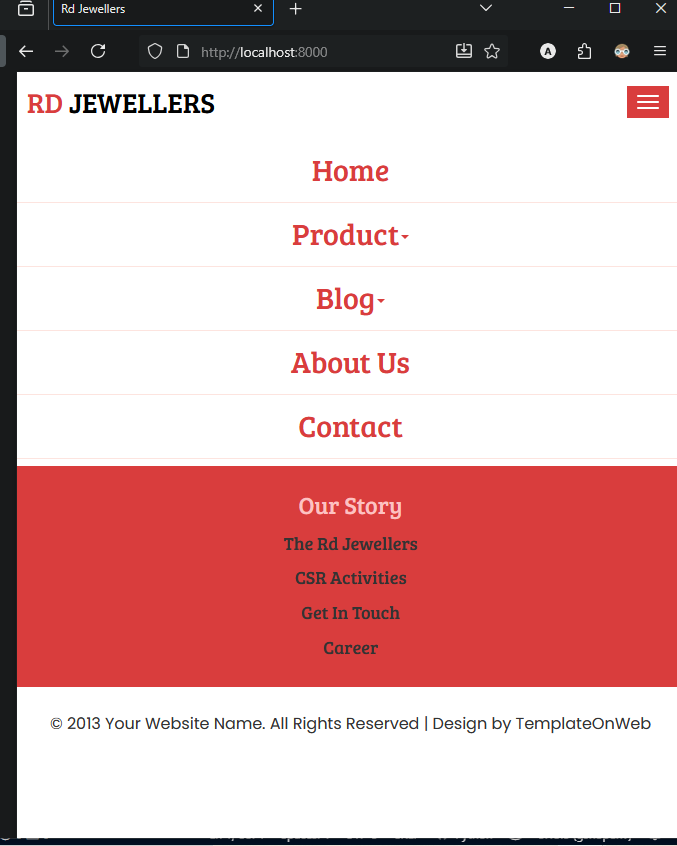 Rd Jewellers
http://localhost:8000
A
RD JEWELLERS
Home
Product
Blog
About Us
Contact
Our Story
The Rd Jewellers
CSR Activities
Get In Touch
Career
© 2013 Your Website Name. All Rights Reserved | Design by TemplateOnWeb